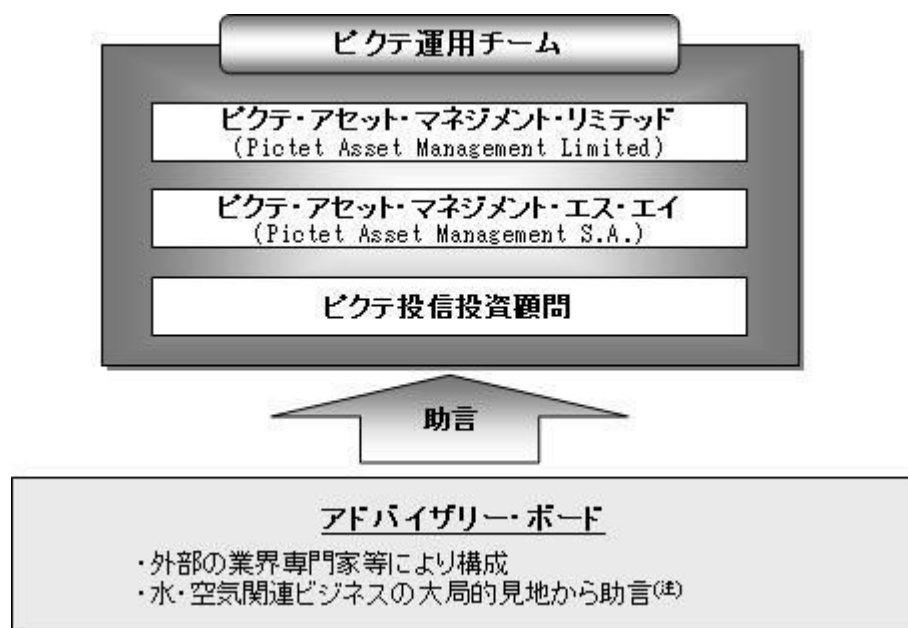 ピクテ運用チーム
ピクテ・アセット・マネジメント・リミテッド
(Pictet Asset Management Limited)
ピクテ・アセット・マネジメント・エス・エイ
(Pictet Asset Management S.A.)
ピクテ投信投資顧問
助言
アドバイザリー・ボード
・外部の業界専門家等により構成
・水・空気関連ビジネスの大局的見地から助言(注)